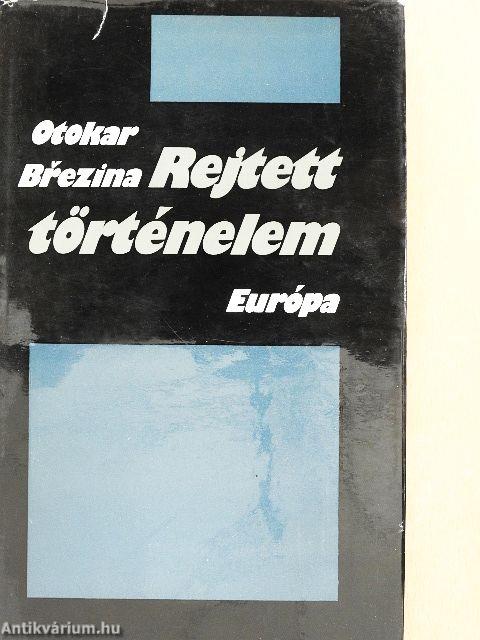 Otokar
Březina Rejtett
történelem
Európa
Antikvárium.hu